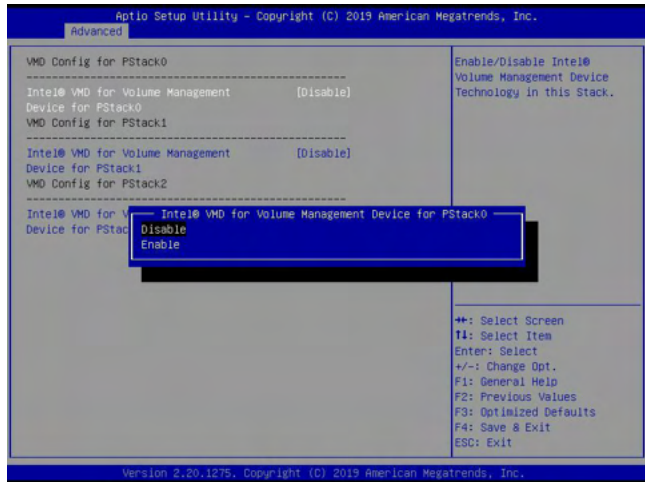 Aptio Setup Utility – Copyright (C) 2019 American Megatrends, Inc.
Advanced
VMD Config for PStack0
Intel® VMD for Volume Management [Disable]
Device for PStack0
VMD Config for PStack1
Intel® VMD for Volume Management [Disable]
Device for PStack1
VMD Config for PStack2
Intel® VMD for V
Device for PStac
Intel® VMD for Volume Management Device for PStack0
Disable
Enable
Enable/Disable Intel®
Volume Management Device
Technology in this Stack.
→←: Select Screen
↑↓: Select Item
Enter: Select
+/-: Change Opt.
F1: General Help
F2: Previous Values
F3: Optimized Defaults
F4: Save & Exit
ESC: Exit
Version 2.20.1275. Copyright (C) 2019 American Megatrends, Inc.